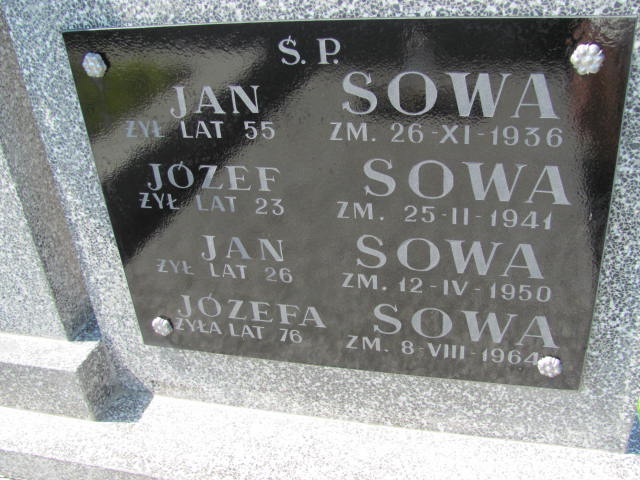 Ś. P.
JAN SOWA
ŻYŁ LAT 55 ZM. 26-XI-1936
JÓZEF SOWA
ŻYŁ LAT 23 ZM. 25-II-1941
JAN SOWA
ŻYŁ LAT 26 ZM. 12-IV-1950
JÓZEFA SOWA
ŻYŁA LAT 76 ZM. 8-VIII-1964